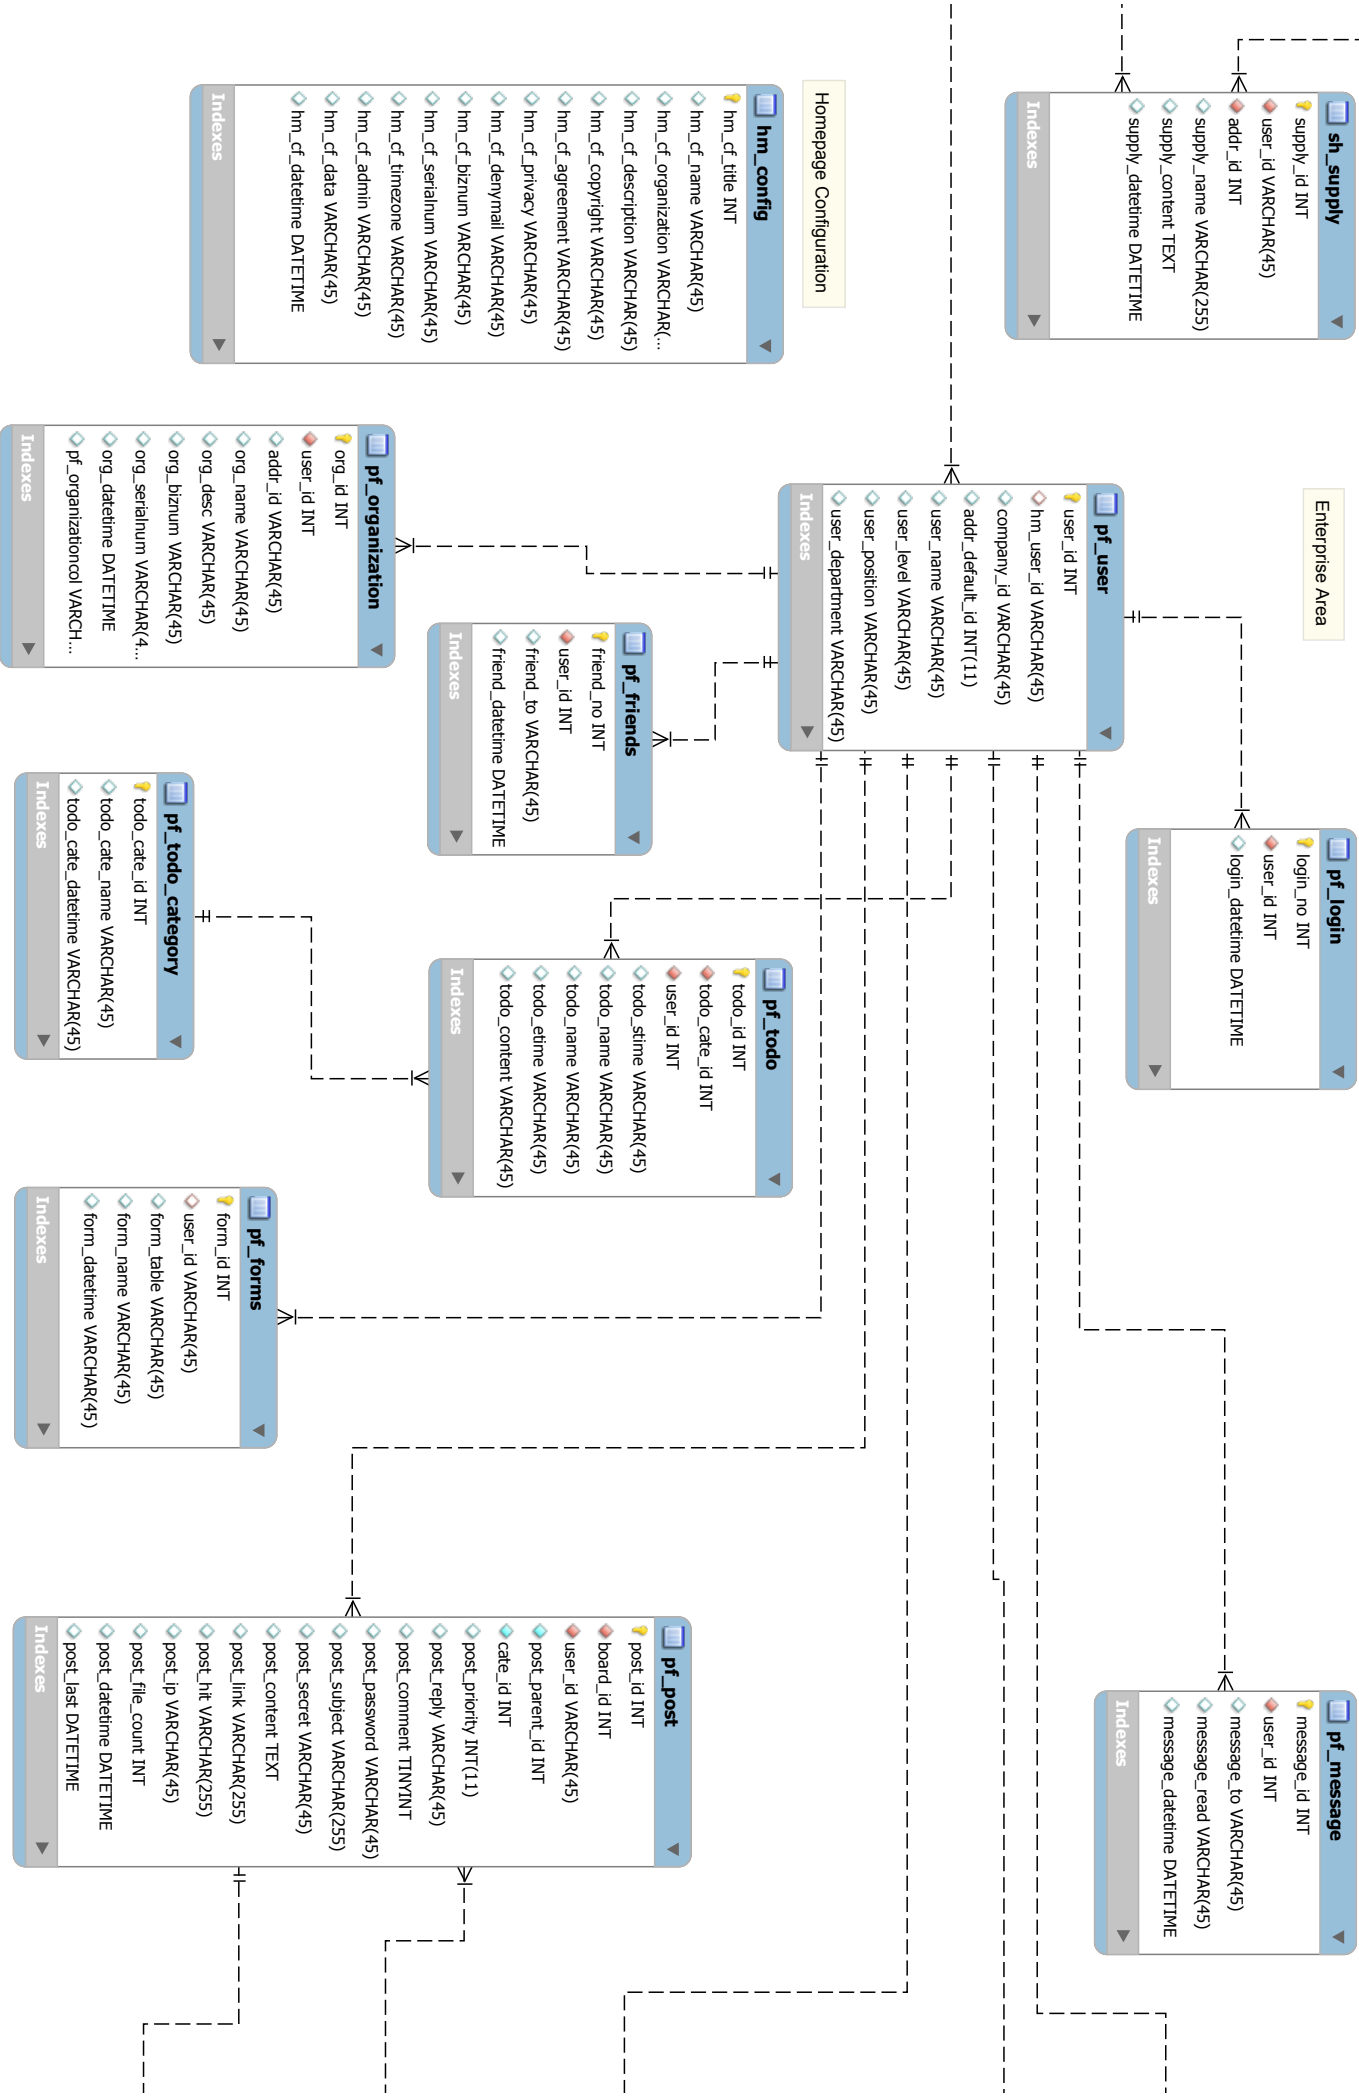 sh_supply
supply_id INT
user_id VARCHAR(45)
addr_id INT
supply_name VARCHAR(255)
supply_content TEXT
supply_datetime DATETIME
Indexes
Homepage Configuration
hm_config
hm_cf_title INT
hm_cf_name VARCHAR(45)
hm_cf_organization VARCHAR(...
hm_cf_description VARCHAR(45)
hm_cf_copyright VARCHAR(45)
hm_cf_agreement VARCHAR(45)
hm_cf_privacy VARCHAR(45)
hm_cf_denymail VARCHAR(45)
hm_cf_biznum VARCHAR(45)
hm_cf_serialnum VARCHAR(45)
hm_cf_timezone VARCHAR(45)
hm_cf_admin VARCHAR(45)
hm_cf_data VARCHAR(45)
hm_cf_datetime DATETIME
Indexes
Enterprise Area
pf_user
user_id INT
hm_user_id VARCHAR(45)
company_id VARCHAR(45)
addr_default_id INT(11)
user_name VARCHAR(45)
user_level VARCHAR(45)
user_position VARCHAR(45)
user_department VARCHAR(45)
Indexes
pf_organization
org_id INT
user_id INT
addr_id VARCHAR(45)
org_name VARCHAR(45)
org_desc VARCHAR(45)
org_biznum VARCHAR(45)
org_serialnum VARCHAR(4...
org_datetime DATETIME
pf_organizationcol VARCH...
Indexes
pf_friends
friend_no INT
user_id INT
friend_to VARCHAR(45)
friend_datetime DATETIME
Indexes
pf_login
login_no INT
user_id INT
login_datetime DATETIME
Indexes
pf_todo_category
todo_cate_id INT
todo_cate_name VARCHAR(45)
todo_cate_datetime VARCHAR(45)
Indexes
pf_todo
todo_id INT
todo_cate_id INT
user_id INT
todo_stime VARCHAR(45)
todo_name VARCHAR(45)
todo_name VARCHAR(45)
todo_etime VARCHAR(45)
todo_content VARCHAR(45)
Indexes
pf_forms
form_id INT
user_id VARCHAR(45)
form_table VARCHAR(45)
form_name VARCHAR(45)
form_datetime VARCHAR(45)
Indexes
pf_message
message_id INT
user_id INT
message_to VARCHAR(45)
message_read VARCHAR(45)
message_datetime DATETIME
Indexes
pf_post
post_id INT
board_id INT
user_id VARCHAR(45)
post_parent_id INT
cate_id INT
post_priority INT(11)
post_reply VARCHAR(45)
post_comment TINYINT
post_password VARCHAR(45)
post_subject VARCHAR(255)
post_secret VARCHAR(45)
post_content TEXT
post_link VARCHAR(255)
post_hit VARCHAR(255)
post_ip VARCHAR(45)
post_file_count INT
post_datetime DATETIME
post_last DATETIME
Indexes